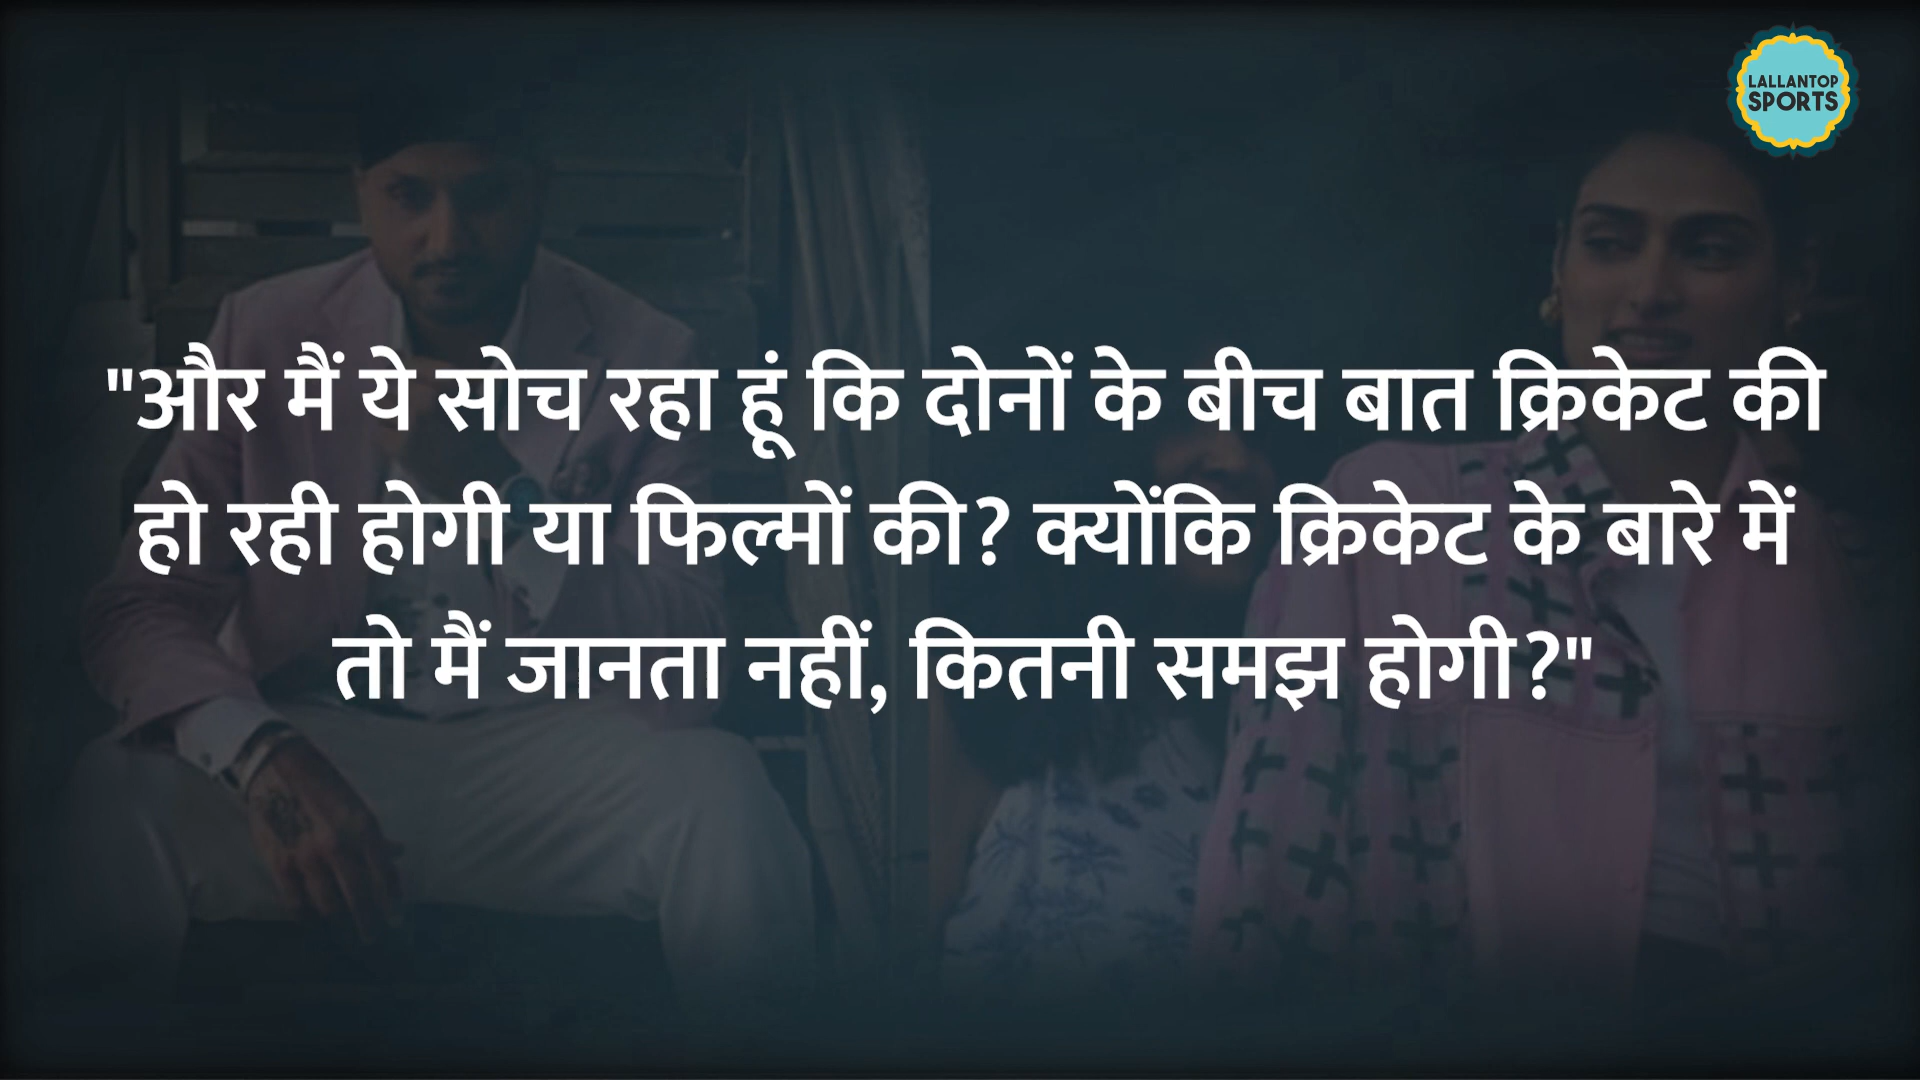 LALLANTOP
SPORTS
"और मैं ये सोच रहा हूं कि दोनों के बीच बात क्रिकेट की
हो रही होगी या फिल्मों की? क्योंकि क्रिकेट के बारे में
तो मैं जानता नहीं, कितनी समझ होगी?"